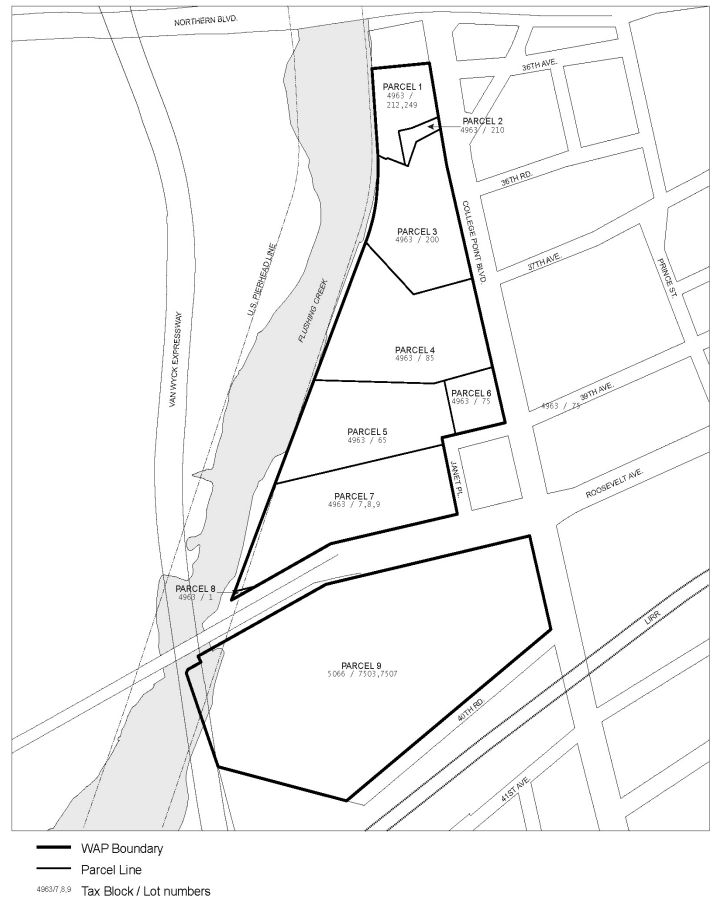 NORTHERN BLVD.
36TH AVE.
PARCEL 1
4963 /
212,249
PARCEL 2
4963 / 210
36TH RD.
COLLEGE POINT BLVD.
PARCEL 3
4963 / 200
37TH AVE.
PRINCE ST.
U.S. PIERHEAD LINE
FLUSHING CREEK
VAN WYCK EXPRESSWAY
PARCEL 4
4963 / 85
PARCEL 6
4963 / 75
39TH AVE.
4963 / 75
PARCEL 5
4963 / 65
JANET PL.
ROOSEVELT AVE.
PARCEL 7
4963 / 7,8,9
PARCEL 8
4963 / 1
LIRR
PARCEL 9
5066 / 7503,7507
40TH RD.
41ST AVE.
WAP Boundary
Parcel Line
4963/7,8,9 Tax Block / Lot numbers